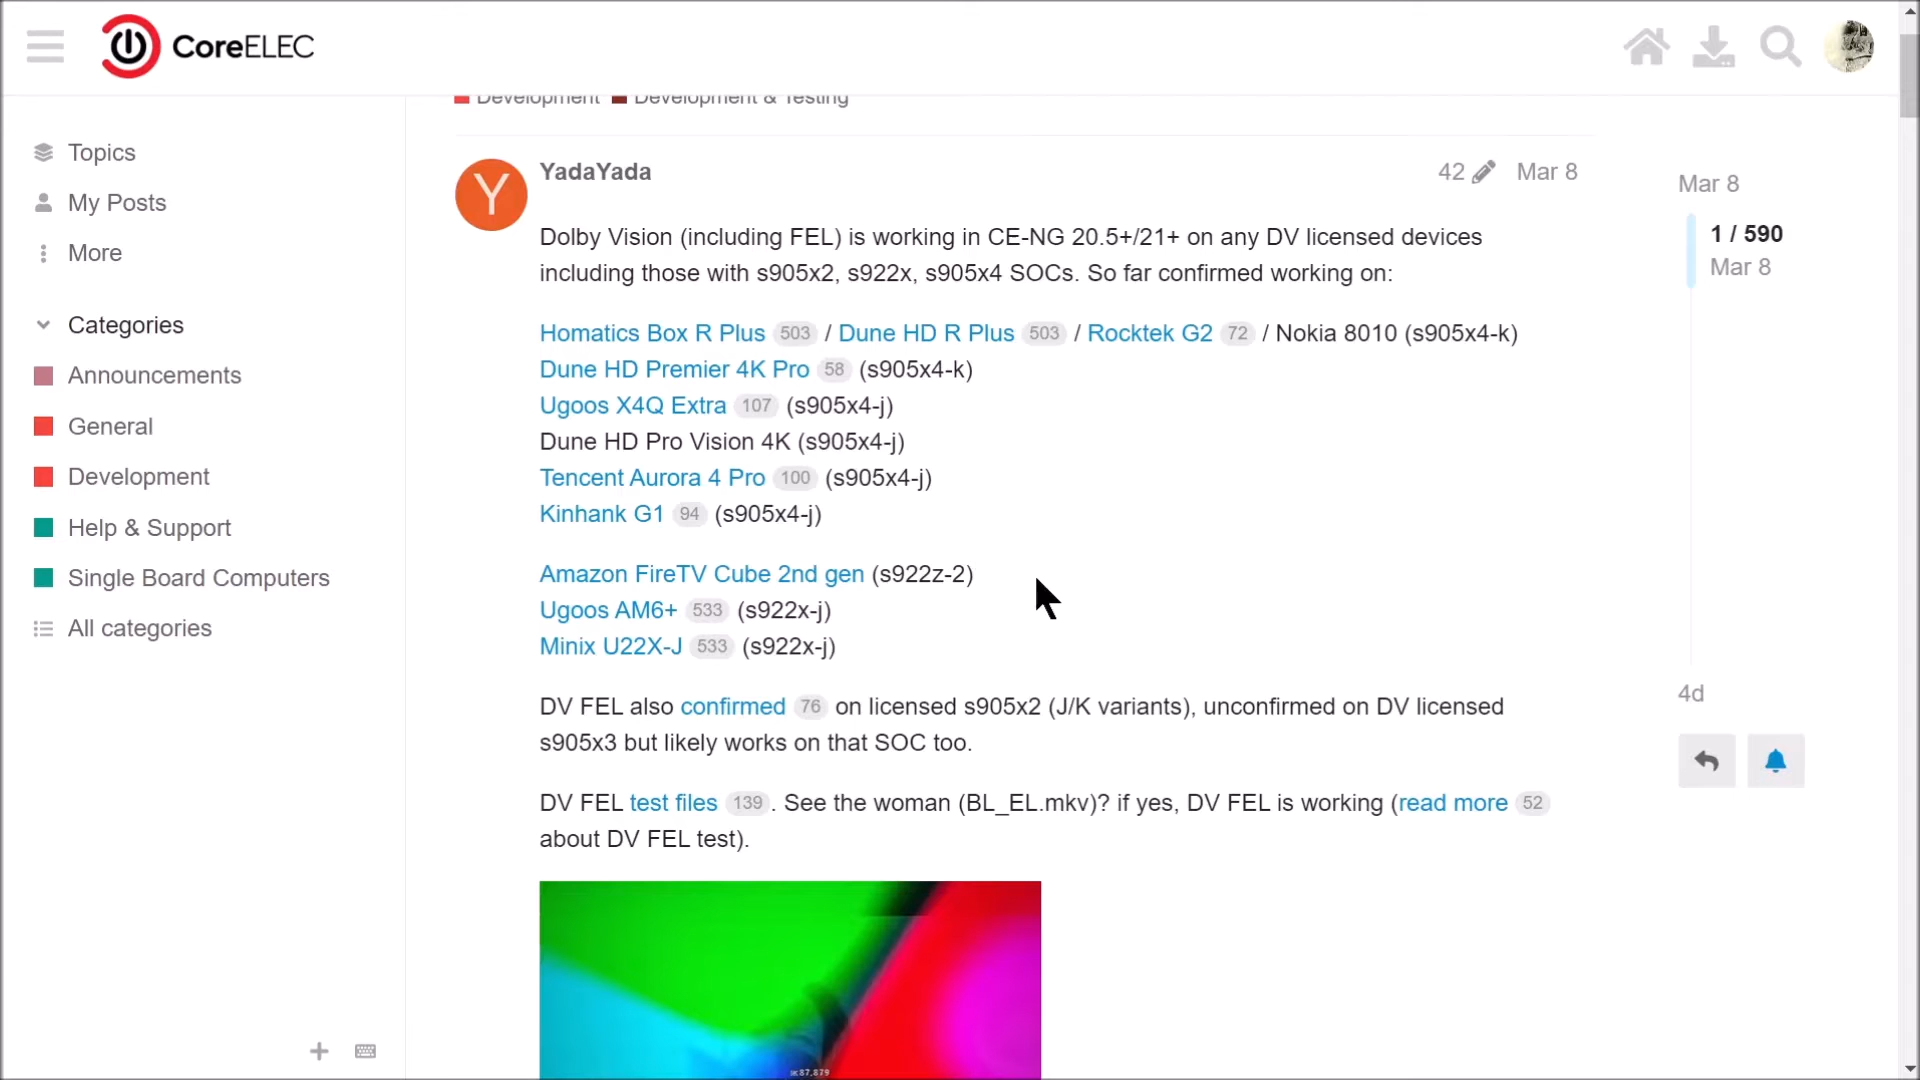 CoreELEC
Development Development & Testing
Topics
My Posts
More
Categories
Announcements
General
Development
Help & Support
Single Board Computers
All categories
Y
YadaYada
42 Mar 8
Dolby Vision (including FEL) is working in CE-NG 20.5+/21+ on any DV licensed devices
including those with s905x2, s922x, s905x4 SOCs. So far confirmed working on:
Homatics Box R Plus 503 / Dune HD R Plus 503 / Rocktek G2 72 / Nokia 8010 (s905x4-k)
Dune HD Premier 4K Pro 58 (s905x4-k)
Ugoos X4Q Extra 107 (s905x4-j)
Dune HD Pro Vision 4K (s905x4-j)
Tencent Aurora 4 Pro 100 (s905x4-j)
Kinhank G1 94 (s905x4-j)
Amazon FireTV Cube 2nd gen (s922z-2)
Ugoos AM6+ 533 (s922x-j)
Minix U22X-J 533 (s922x-j)
DV FEL also confirmed 76 on licensed s905x2 (J/K variants), unconfirmed on DV licensed
s905x3 but likely works on that SOC too.
DV FEL test files 139 . See the woman (BL_EL.mkv)? if yes, DV FEL is working (read more 52
about DV FEL test).
Mar 8
1 / 590
Mar 8
4d